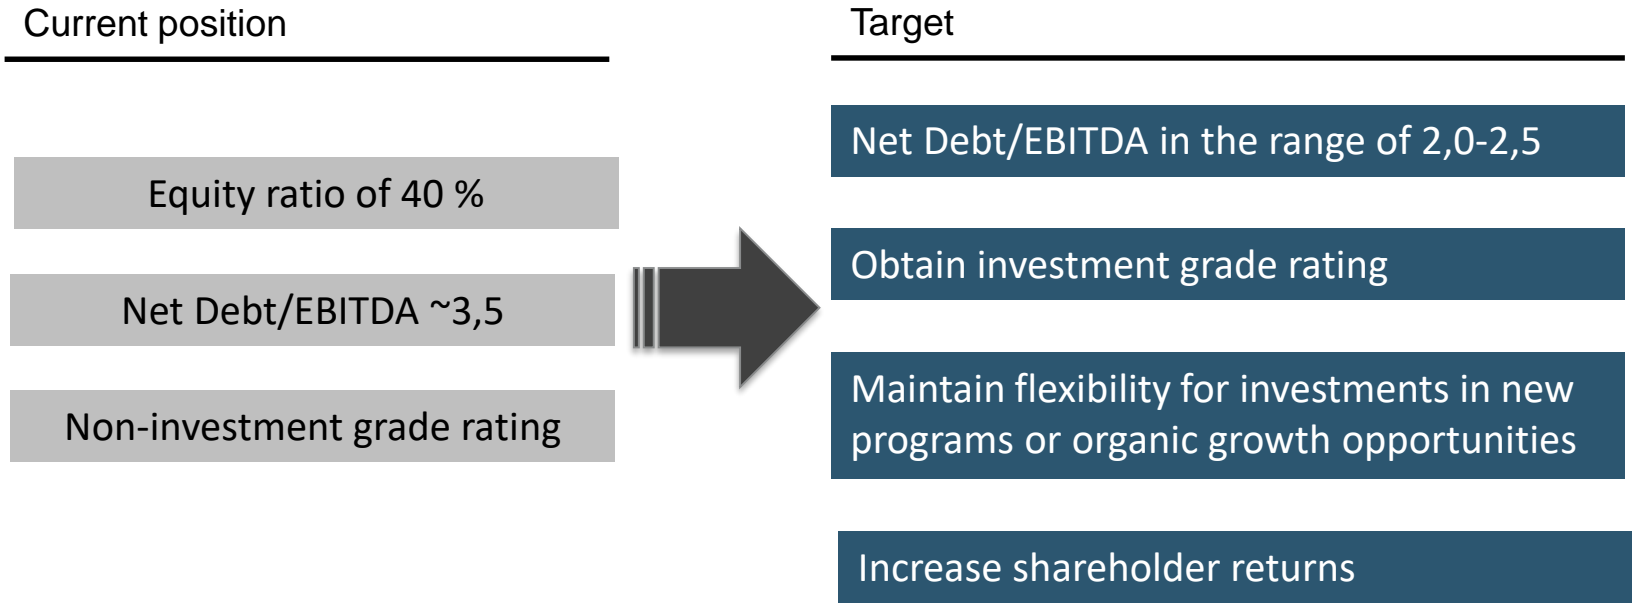 Current position
Equity ratio of 40 %
Net Debt/EBITDA ~3,5
Non-investment grade rating
Target
Net Debt/EBITDA in the range of 2,0-2,5
Obtain investment grade rating
Maintain flexibility for investments in new
programs or organic growth opportunities
Increase shareholder returns